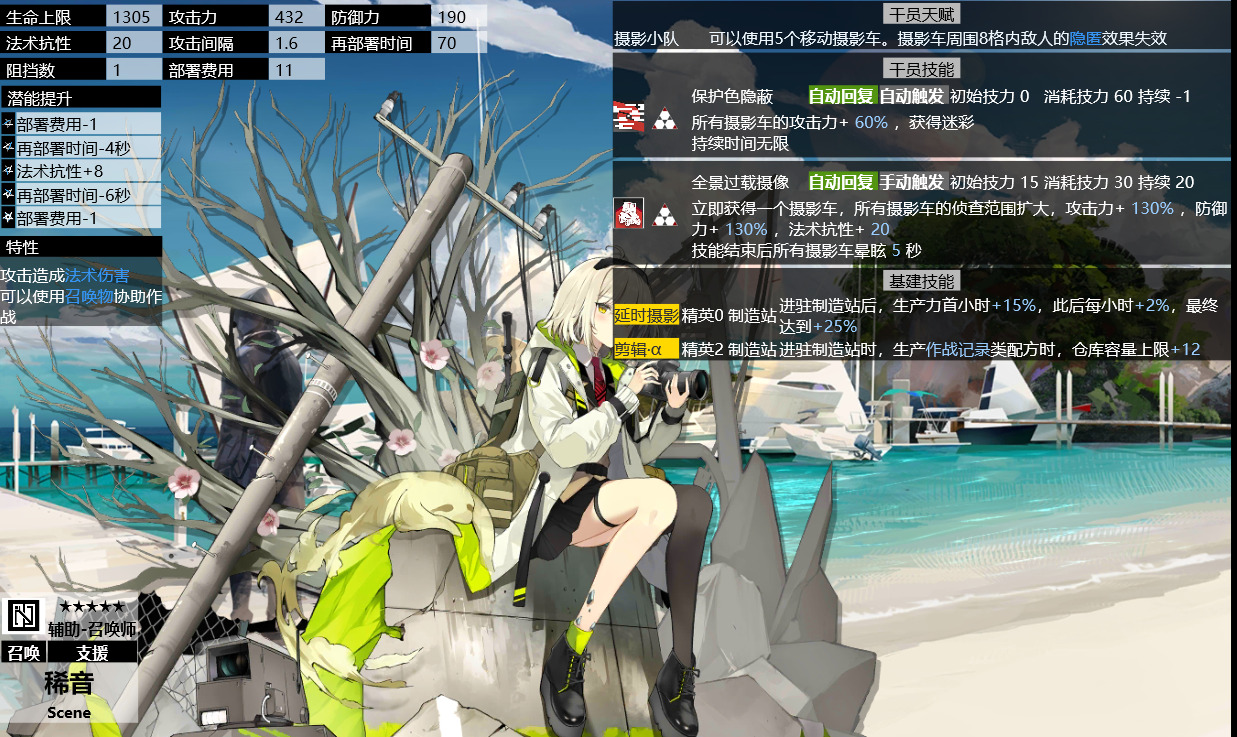 生命上限 1305 攻击力 432 防御力 190
法术抗性 20 攻击间隔 1.6 再部署时间 70
阻挡数 1 部署费用 11
潜能提升
部署费用-1
再部署时间-4秒
法术抗性+8
再部署时间-6秒
部署费用-1
特性
攻击造成法术伤害
可以使用召唤物协助作
战
★★★★★
辅助-召唤师
召唤 支援
稀音
Scene
干员天赋
摄影小队 可以使用5个移动摄影车。摄影车周围8格内敌人的隐匿效果失效
干员技能
保护色隐蔽 自动回复 自动触发 初始技力 0 消耗技力 60 持续 -1
所有摄影车的攻击力+ 60% ，获得迷彩
持续时间无限
全景过载摄像 自动回复 手动触发 初始技力 15 消耗技力 30 持续 20
立即获得一个摄影车，所有摄影车的侦查范围扩大，攻击力+ 130% ，防御
力+ 130% ，法术抗性+ 20
技能结束后所有摄影车晕眩 5 秒
基建技能
延时摄影 精英0 制造站 进驻制造站后，生产力首小时+15%，此后每小时+2%，最终
达到+25%
剪辑·α 精英2 制造站 进驻制造站时，生产作战记录类配方时，仓库容量上限+12